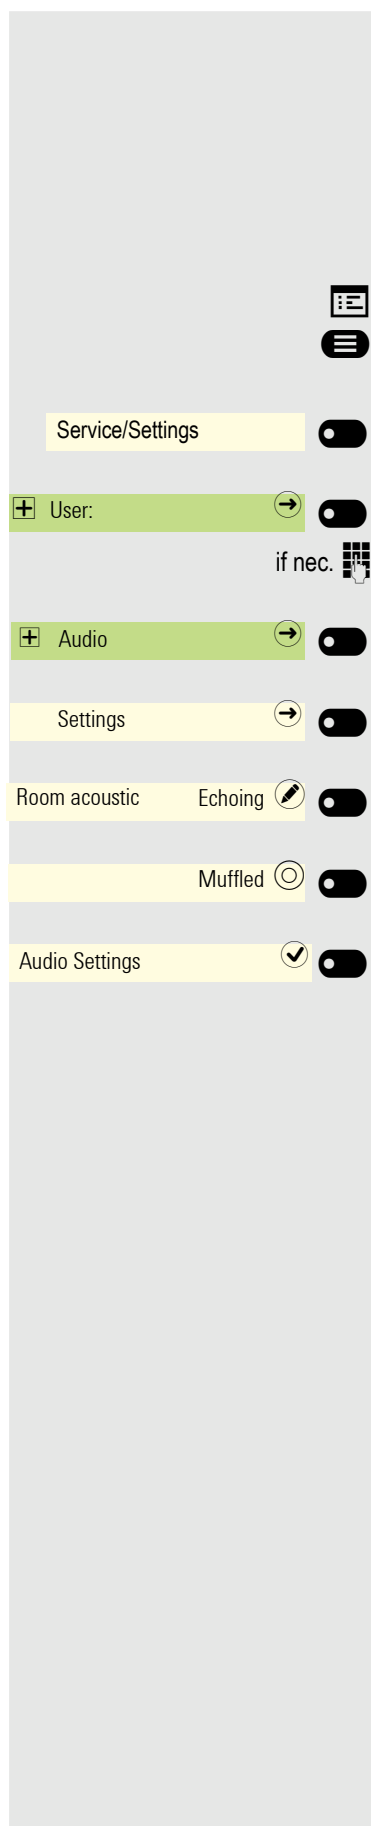 Service/Settings
User:
if nec.
Audio
Settings
Room acoustic Echoing
Muffled
Audio Settings